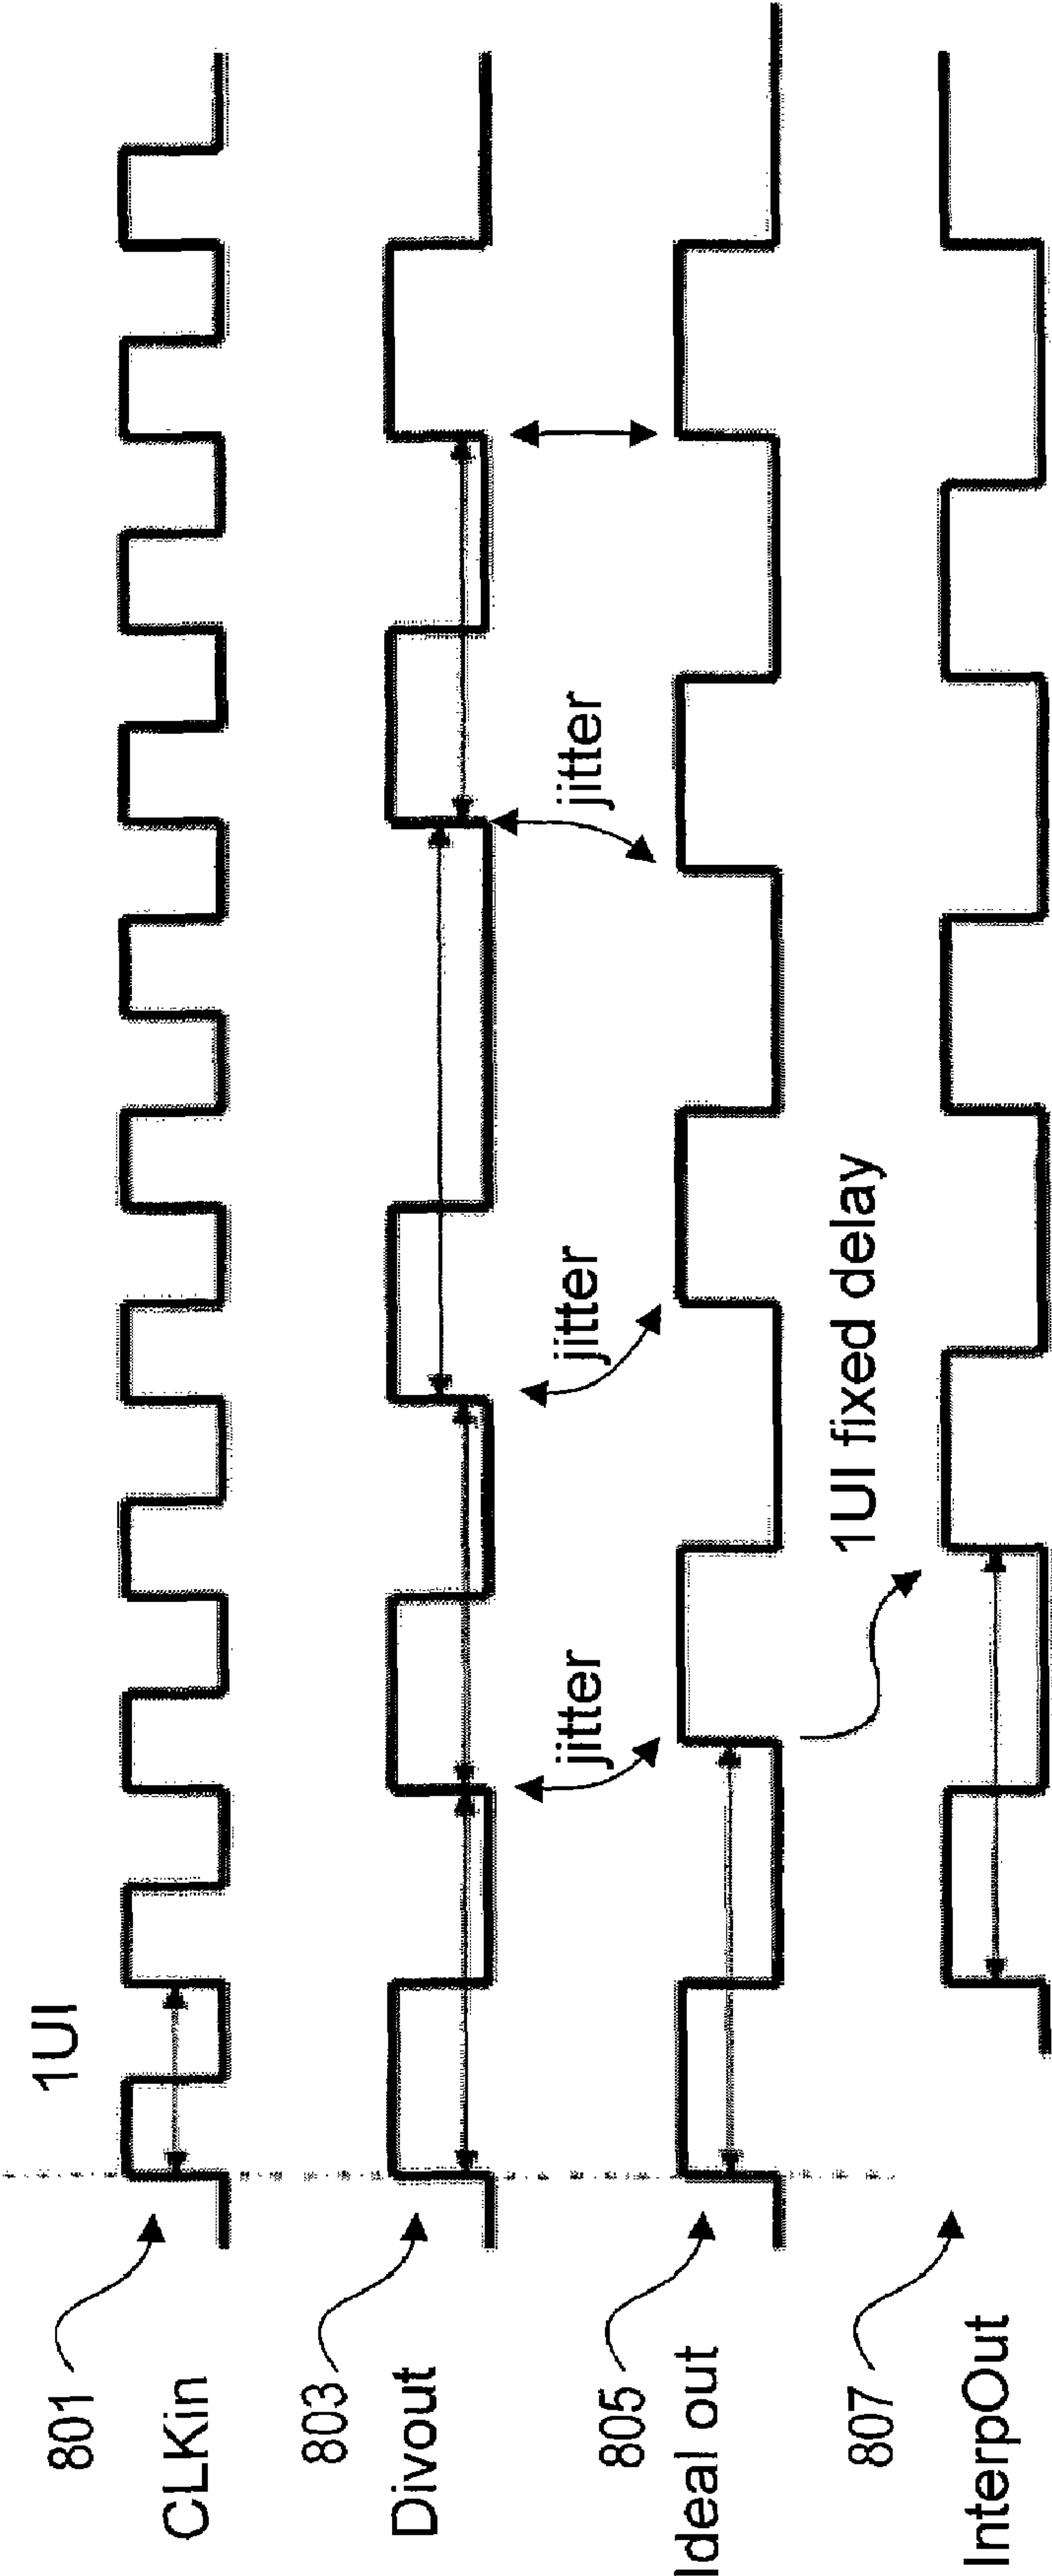 801
CLKin
1UI
803
Divout
jitter
jitter
jitter
805
Ideal out
1UI fixed delay
807
InterpOut